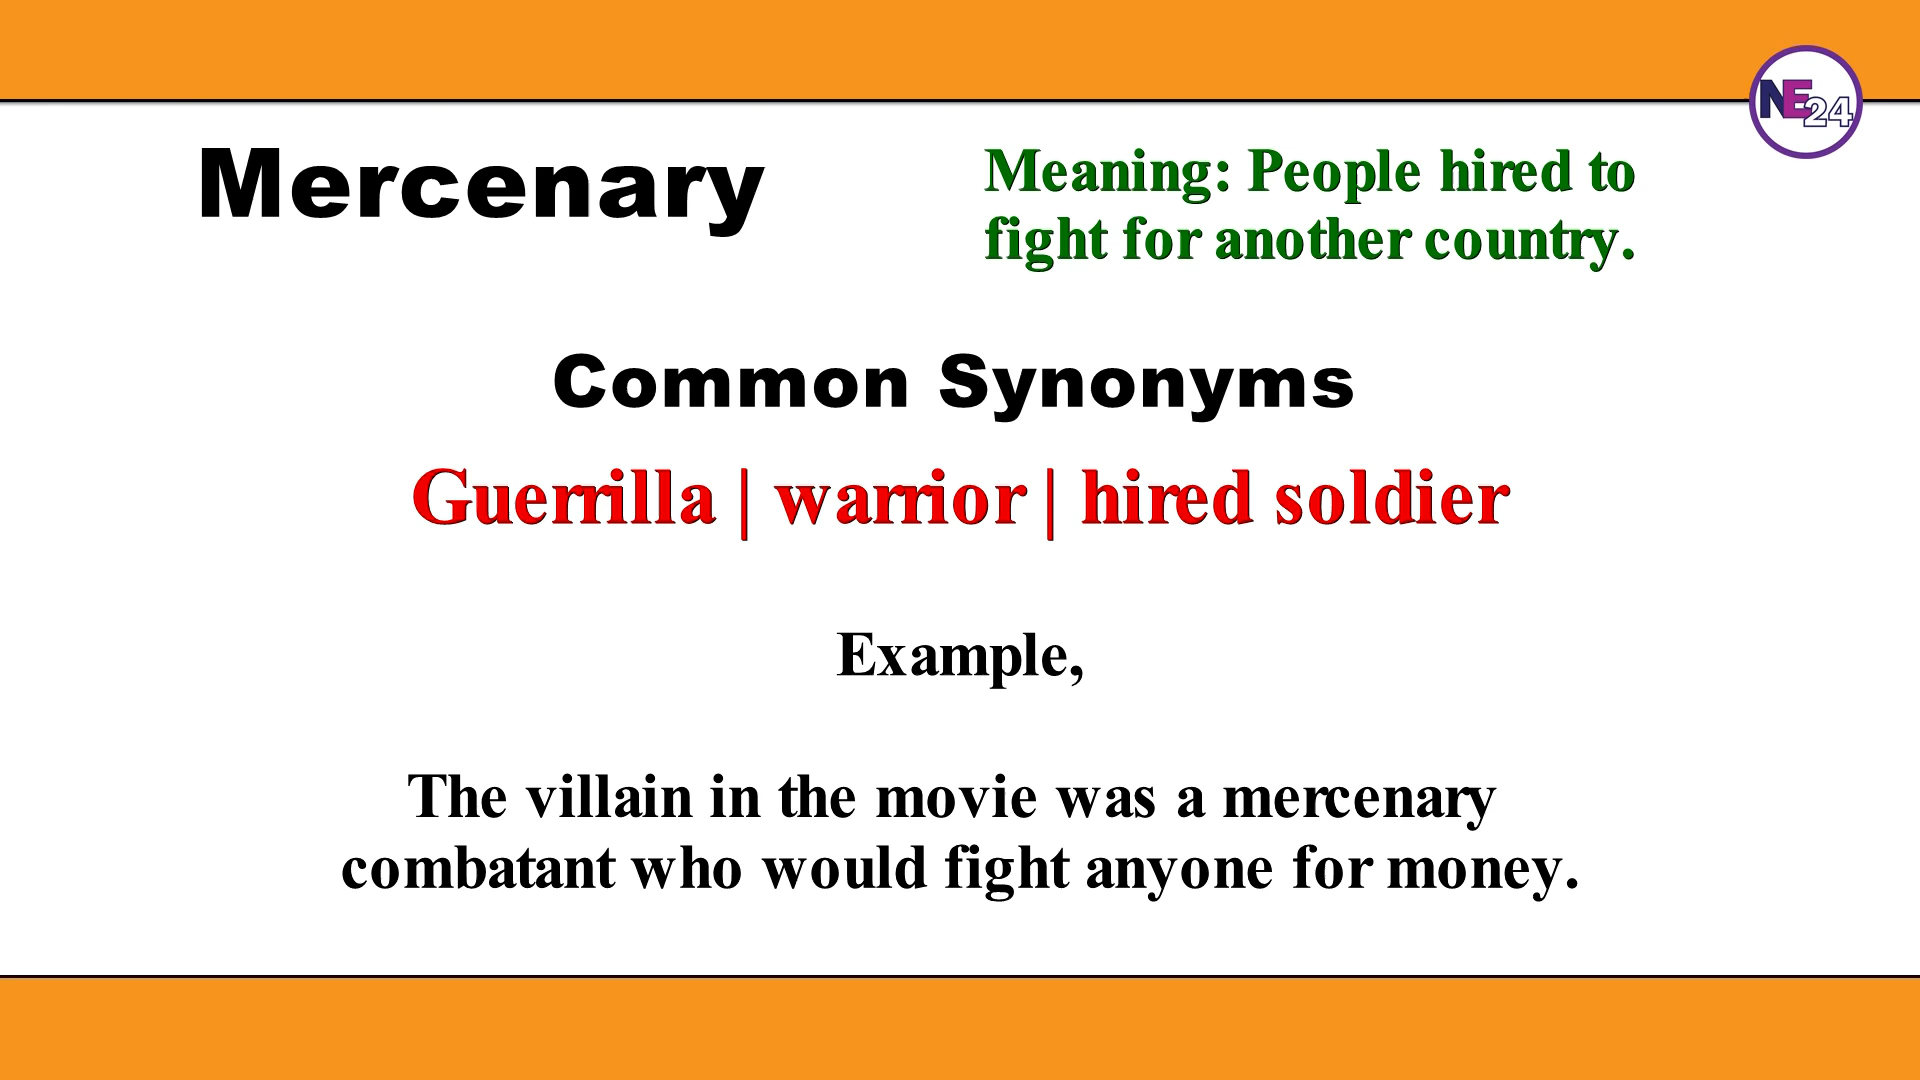 NE24
Mercenary
Meaning: People hired to
fight for another country.
Common Synonyms
Guerrilla | warrior | hired soldier
Example,
The villain in the movie was a mercenary
combatant who would fight anyone for money.